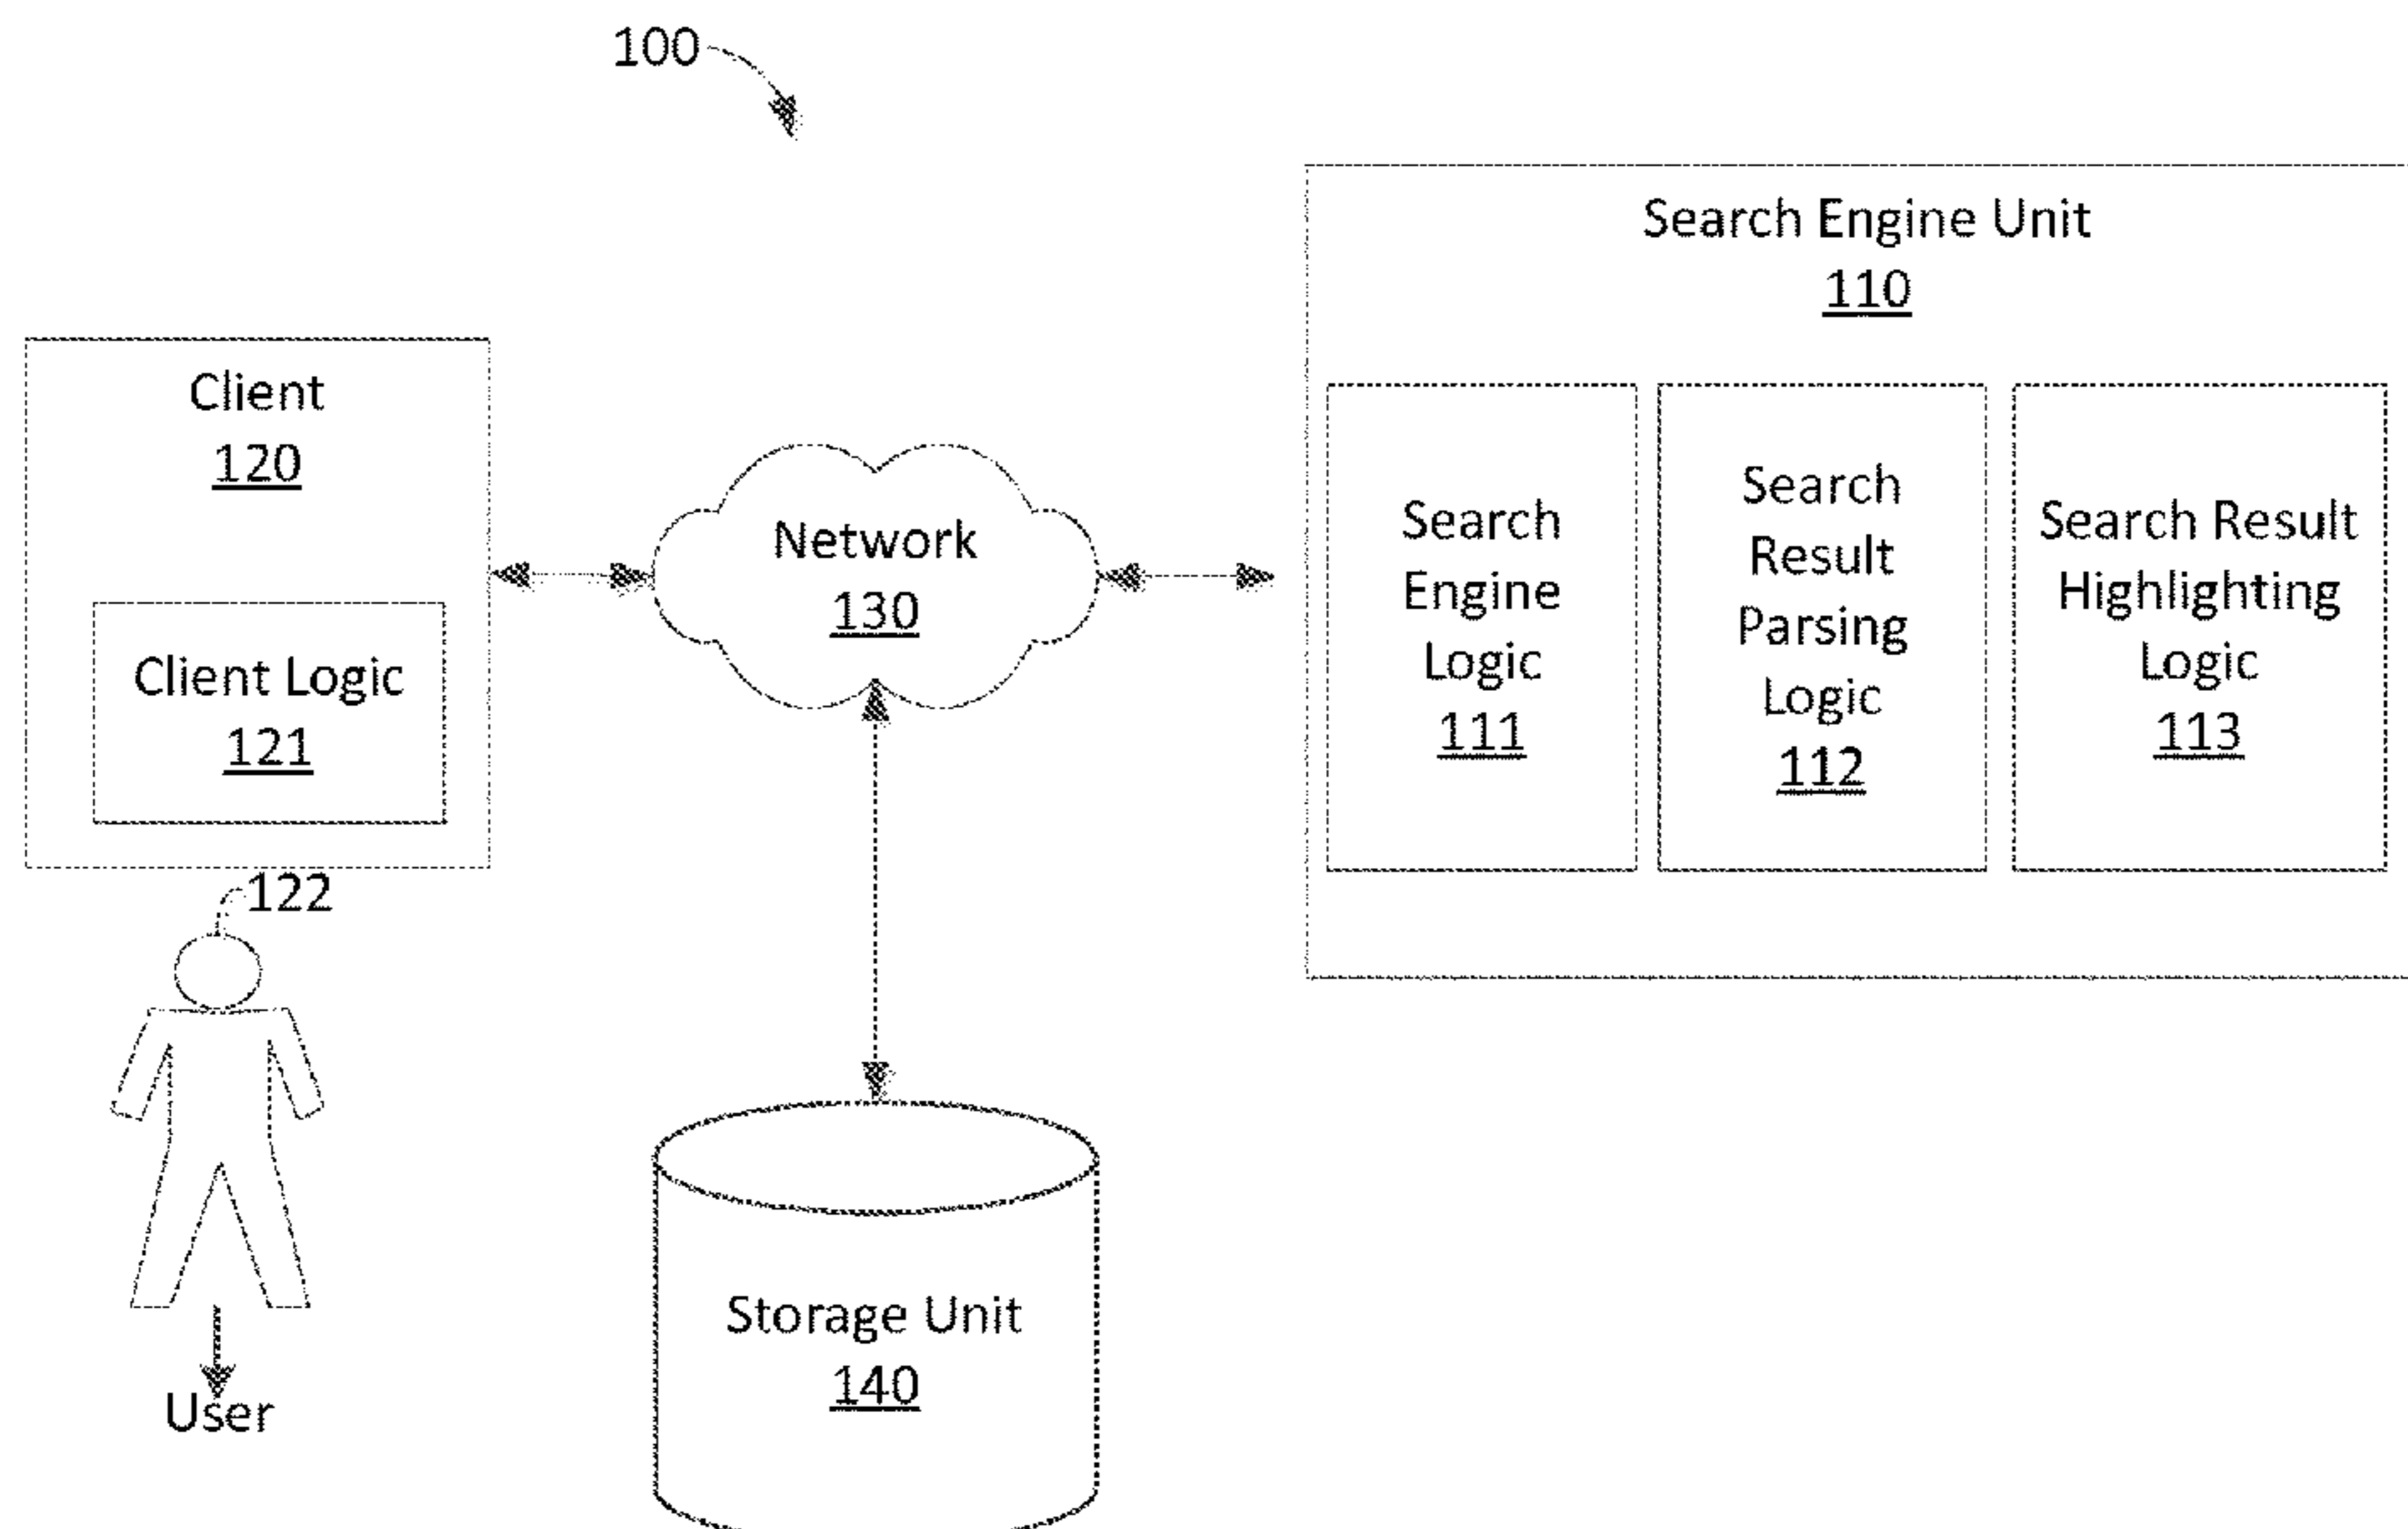 100
Search Engine Unit
110
Client
120
Client Logic
121
122
User
Network
130
Storage Unit
140
Search
Engine
Logic
111
Search
Result
Parsing
Logic
112
Search Result
Highlighting
Logic
113